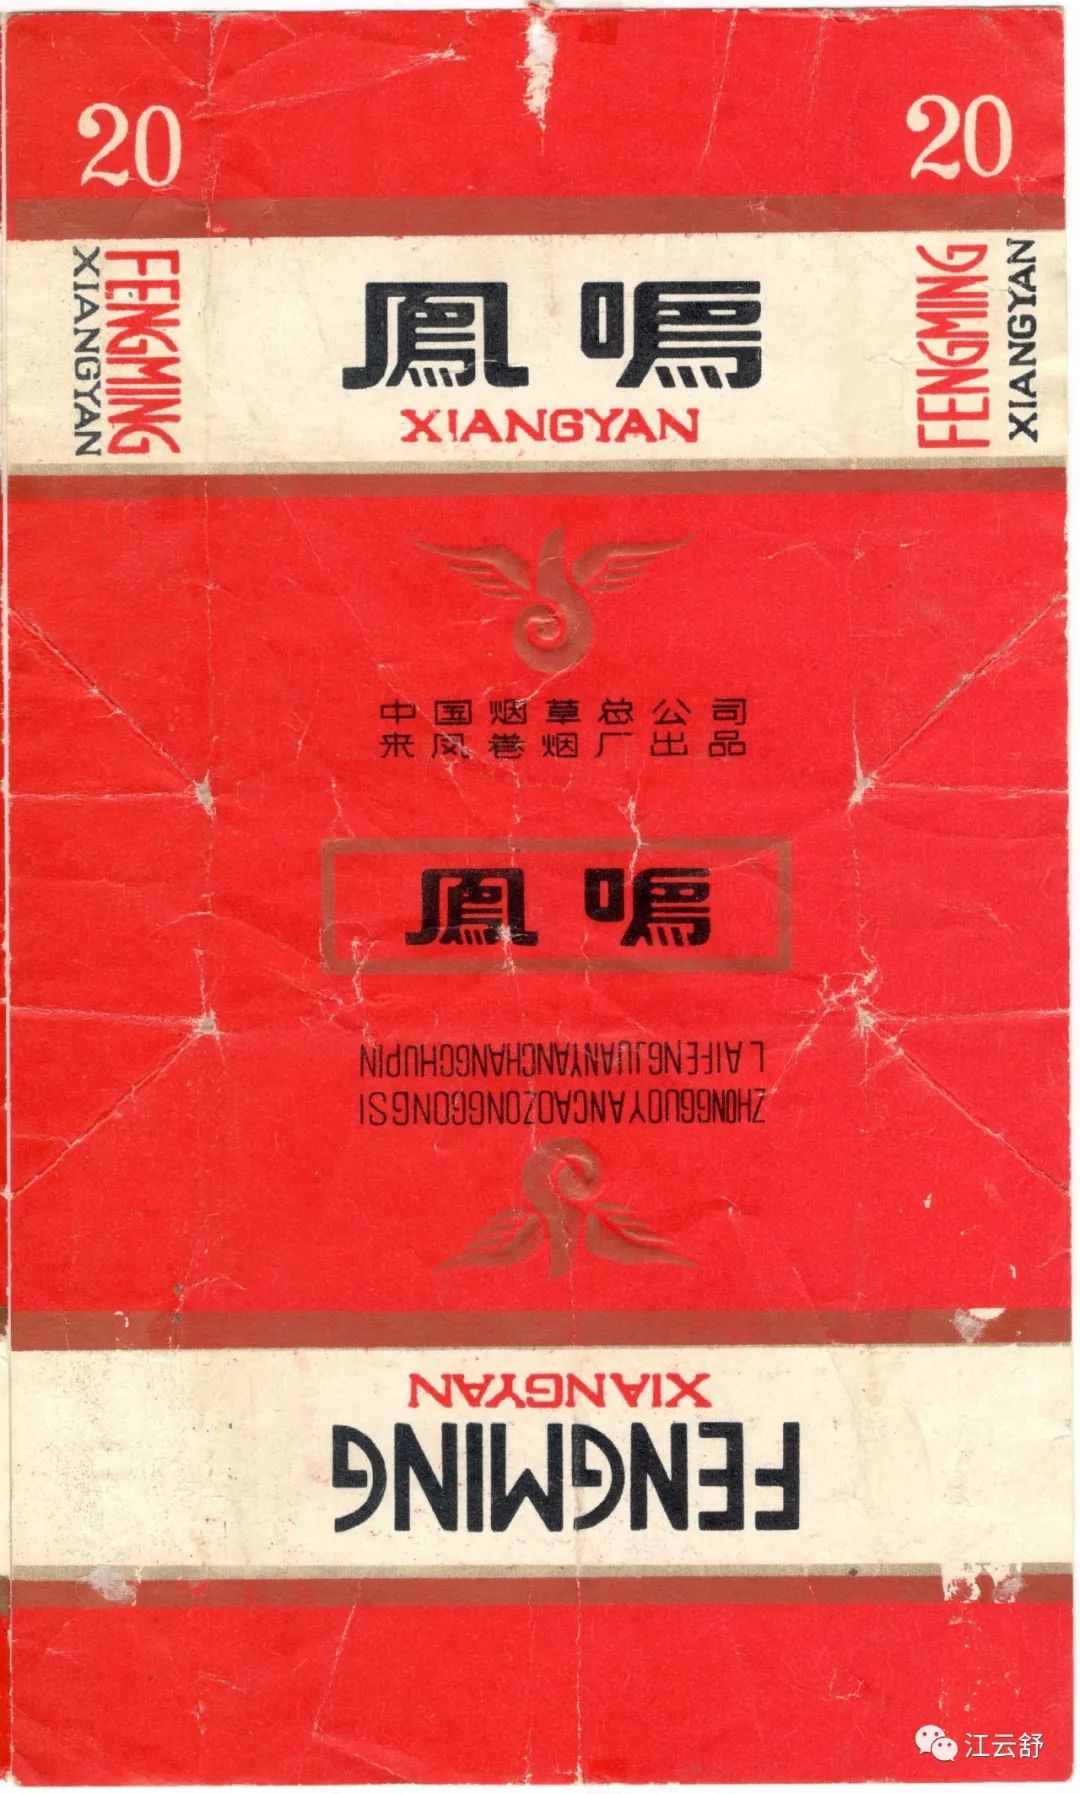 20
20
FENGMING
XIANGYAN
鳳鳴
XIANGYAN
FENGMING
XIANGYAN
中国烟草总公司
来凤卷烟厂出品
鳳鳴
ZHONGGUOYANCAOZONGGONGSI
LAIFENGJUANYANCHANGCHUPIN
FENGMING
XIANGYAN
江云舒